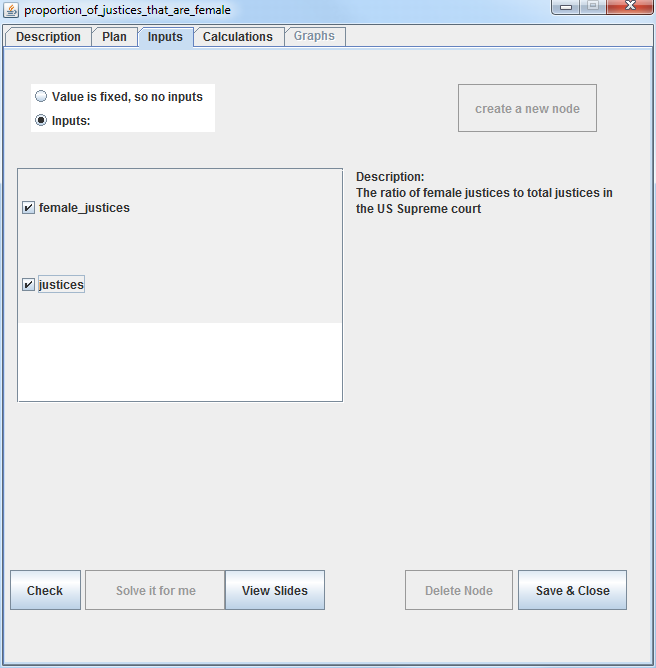 proportion_of_justices_that_are_female
Description Plan Inputs Calculations Graphs
Value is fixed, so no inputs
Inputs:
create a new node
Description:
The ratio of female justices to total justices in
the US Supreme court
female_justices
justices
Check Solve it for me View Slides Delete Node Save & Close